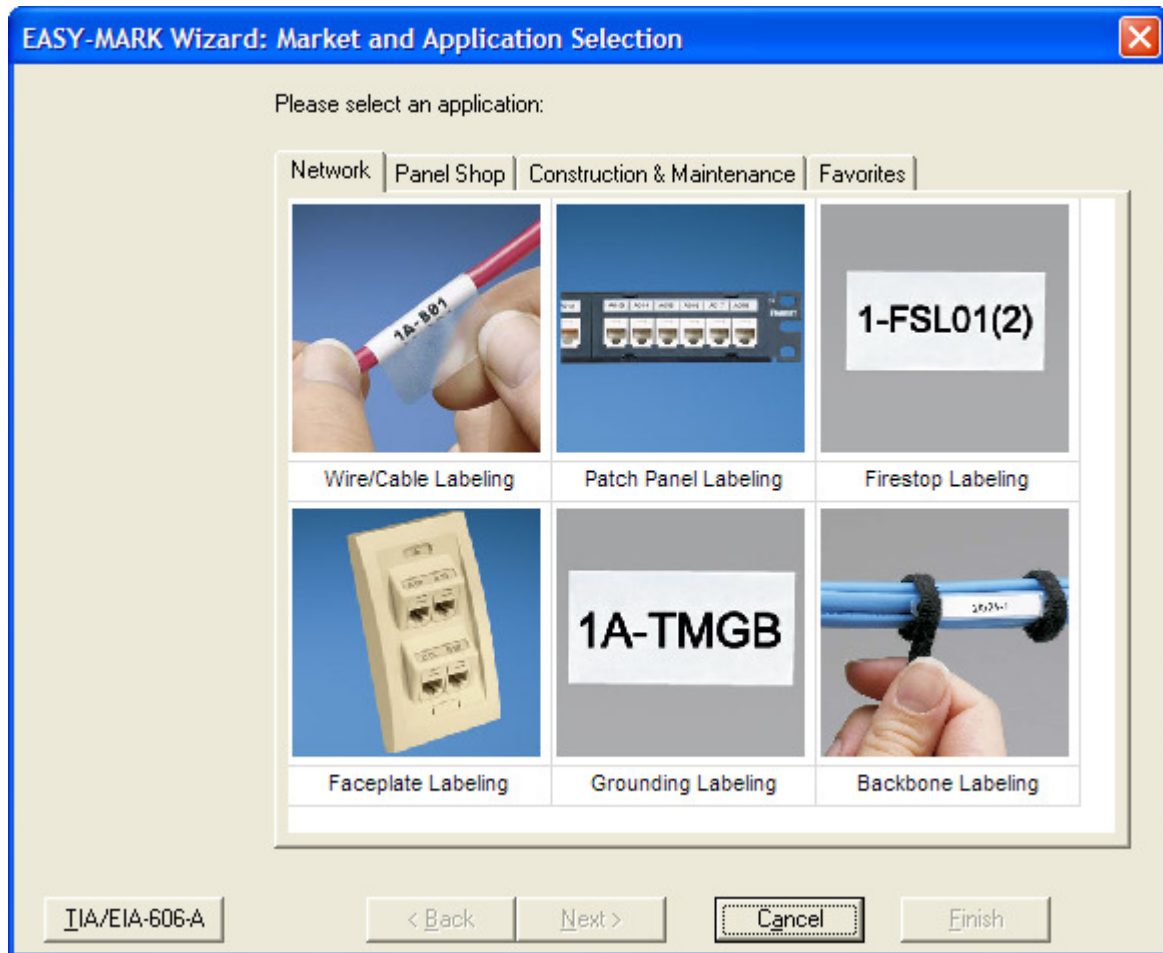 EASY-MARK Wizard: Market and Application Selection
Please select an application:
Network Panel Shop Construction & Maintenance Favorites
1A-B01
1-FSL01(2)
Wire/Cable Labeling Patch Panel Labeling Firestop Labeling
1A-TMGB
Faceplate Labeling Grounding Labeling Backbone Labeling
TIA/EIA-606-A < Back Next > Cancel Finish